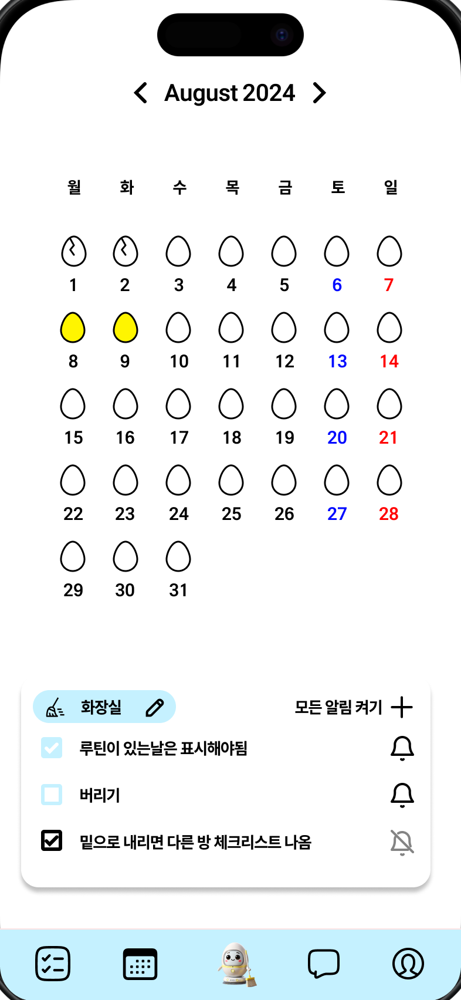 August 2024
월 화 수 목 금 토 일
1 2 3 4 5 6 7
8 9 10 11 12 13 14
15 16 17 18 19 20 21
22 23 24 25 26 27 28
29 30 31
화장실 모든 알림 켜기
루틴이 있는날은 표시해야됨
버리기
밑으로 내리면 다른 방 체크리스트 나옴